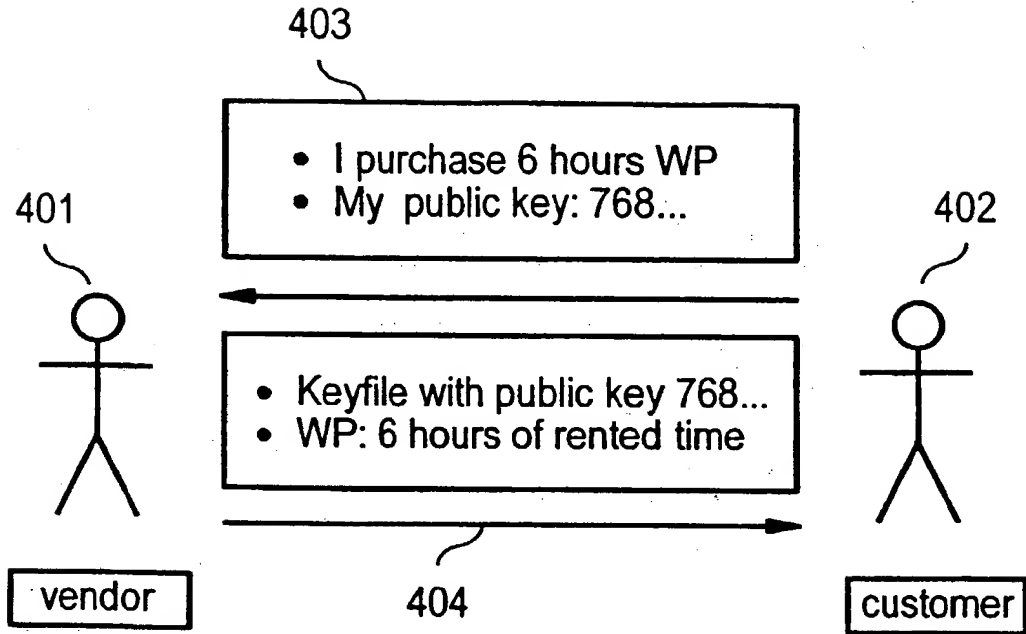 403
• I purchase 6 hours WP
• My public key: 768...
401
402
• Keyfile with public key 768...
• WP: 6 hours of rented time
vendor
404
customer